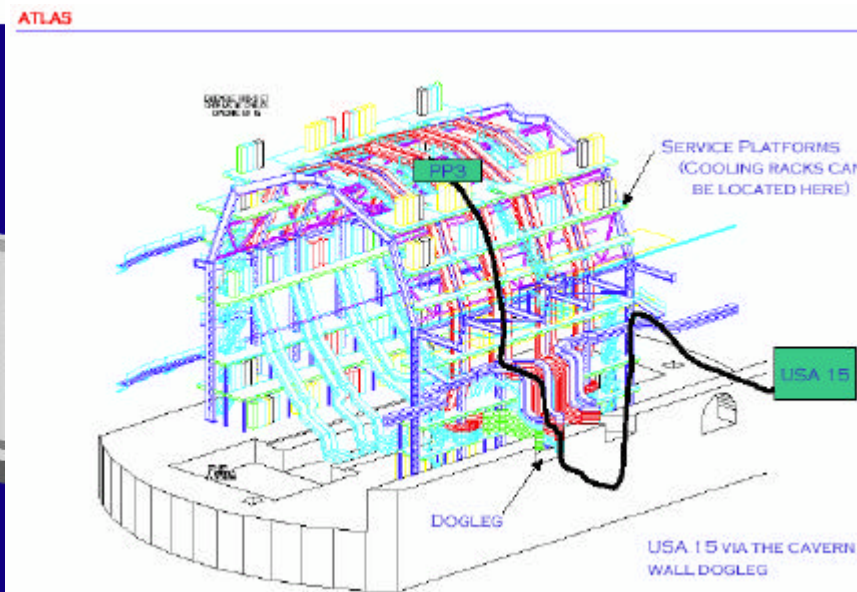 ATLAS
SERVICE PLATFORMS
(COOLING RACKS CAN
BE LOCATED HERE)
PP3
USA 15
DOGLEG
USA 15 VIA THE CAVERN
WALL DOGLEG